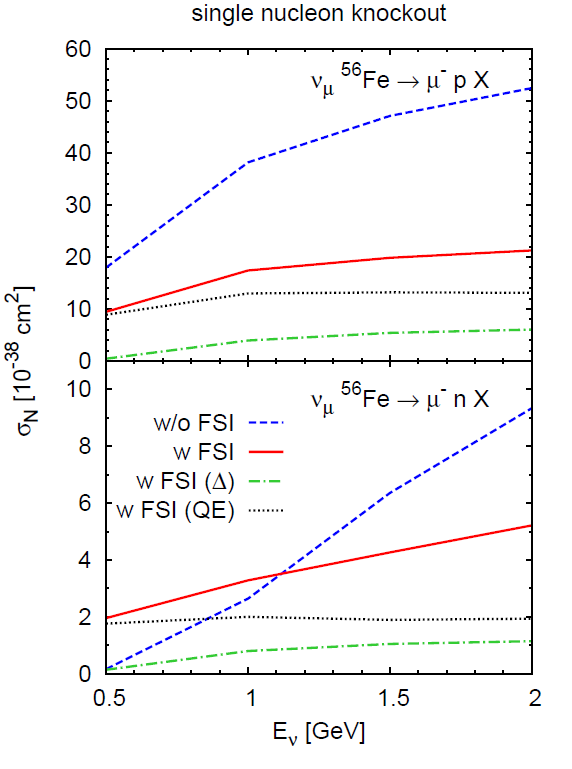 single nucleon knockout
60
50
40
30
20
10
0
ν_μ ⁵⁶Fe → μ⁻ p X
σ_N [10⁻³⁸ cm²]
10
8
6
4
2
0
ν_μ ⁵⁶Fe → μ⁻ n X
w/o FSI
w FSI
w FSI (Δ)
w FSI (QE)
0.5 1 1.5 2
E_ν [GeV]